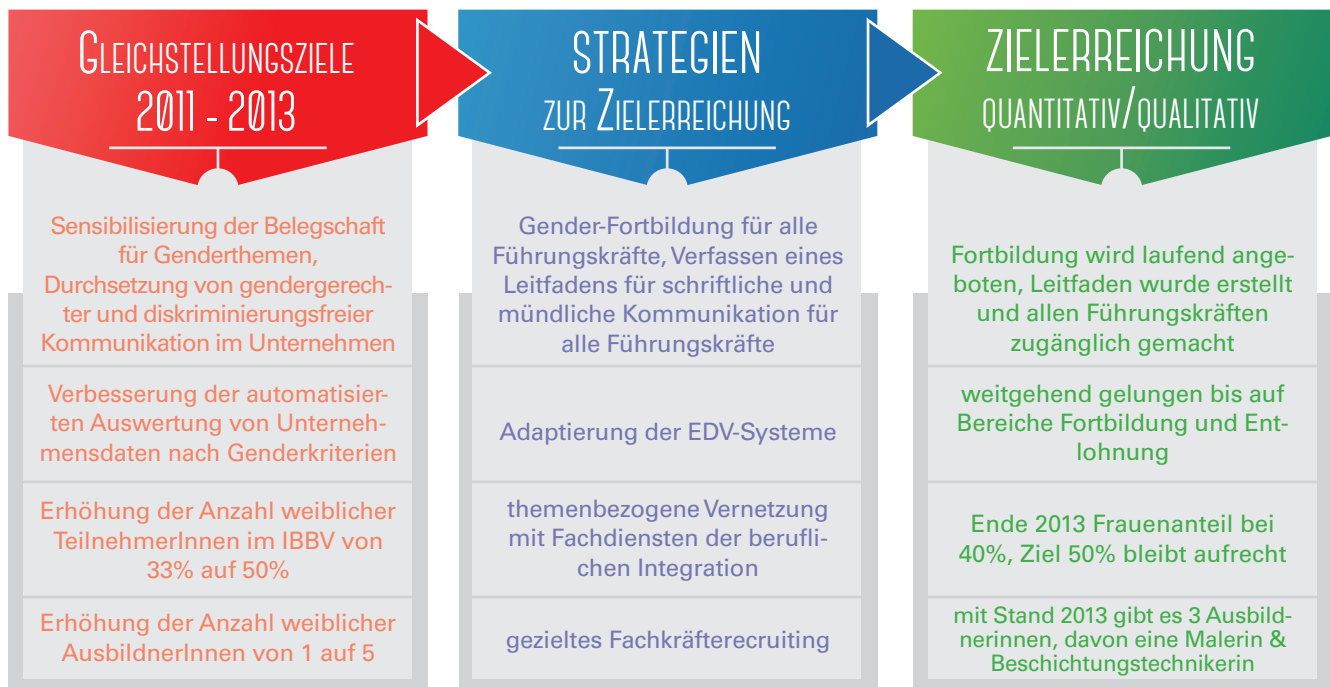 GLEICHSTELLUNGSZIELE
2011 - 2013
Sensibilisierung der Belegschaft
für Genderthemen,
Durchsetzung von gendergerech-
ter und diskriminierungsfreier
Kommunikation im Unternehmen
Verbesserung der automatisier-
ten Auswertung von Unterneh-
mensdaten nach Genderkriterien
Erhöhung der Anzahl weiblicher
TeilnehmerInnen im IBBV von
33% auf 50%
Erhöhung der Anzahl weiblicher
AusbildnerInnen von 1 auf 5
STRATEGIEN
ZUR ZIELERREICHUNG
Gender-Fortbildung für alle
Führungskräfte, Verfassen eines
Leitfadens für schriftliche und
mündliche Kommunikation für
alle Führungskräfte
Adaptierung der EDV-Systeme
themenbezogene Vernetzung
mit Fachdiensten der berufli-
chen Integration
gezieltes Fachkräfterecruiting
ZIELERREICHUNG
QUANTITATIV/QUALITATIV
Fortbildung wird laufend ange-
boten, Leitfaden wurde erstellt
und allen Führungskräften
zugänglich gemacht
weitgehend gelungen bis auf
Bereiche Fortbildung und Ent-
lohnung
Ende 2013 Frauenanteil bei
40%, Ziel 50% bleibt aufrecht
mit Stand 2013 gibt es 3 Ausbild-
nerinnen, davon eine Malerin &
Beschichtungstechnikerin